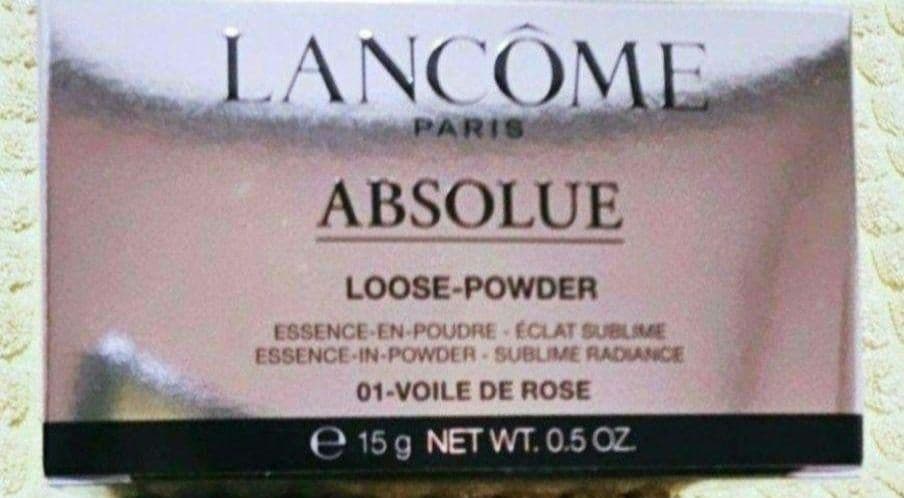 LANCÔME
PARIS
ABSOLUE
LOOSE-POWDER
ESSENCE-EN-POUDRE - ÉCLAT SUBLIME
ESSENCE-IN-POWDER - SUBLIME RADIANCE
01-VOILE DE ROSE
℮ 15 g NET WT. 0.5 OZ.